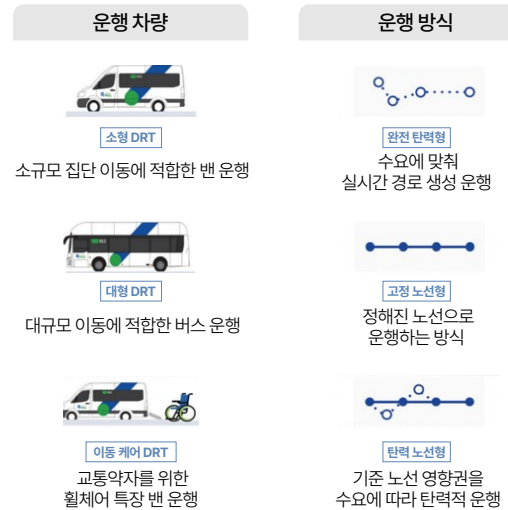 운행 차량
소형 DRT
소규모 집단 이동에 적합한 밴 운행
대형 DRT
대규모 이동에 적합한 버스 운행
이동 케어 DRT
교통약자를 위한
휠체어 특장 밴 운행
운행 방식
완전 탄력형
수요에 맞춰
실시간 경로 생성 운행
고정 노선형
정해진 노선으로
운행하는 방식
탄력 노선형
기준 노선 영향권을
수요에 따라 탄력적 운행